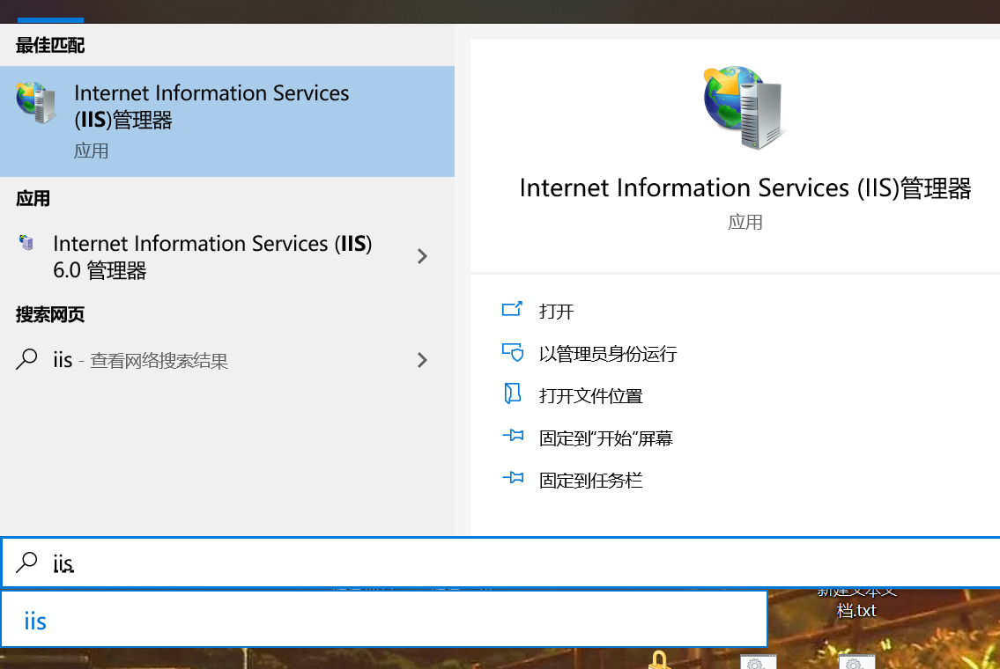 最佳匹配
Internet Information Services
(IIS)管理器
应用
应用
Internet Information Services (IIS)
6.0 管理器
搜索网页
iis - 查看网络搜索结果
Internet Information Services (IIS)管理器
应用
打开
以管理员身份运行
打开文件位置
固定到“开始”屏幕
固定到任务栏
iis
iis
新建文本文
档.txt